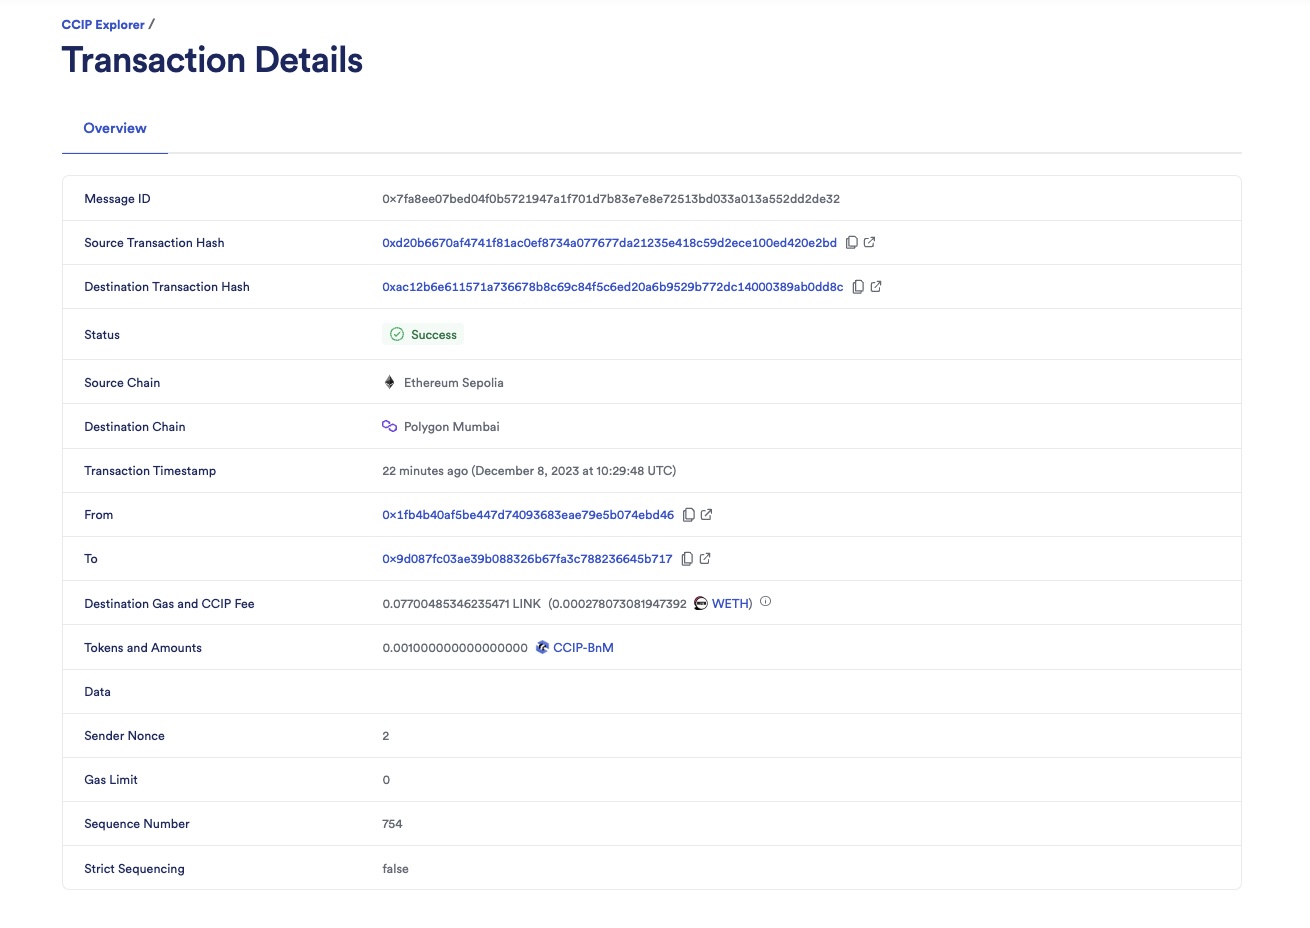 CCIP Explorer /
Transaction Details
Overview
Message ID 0x7fa8ee07bed04f0b5721947a1f701d7b83e7e8e72513bd033a013a552dd2de32
Source Transaction Hash 0xd20b6670af4741f81ac0ef8734a077677da21235e418c59d2ece100ed420e2bd
Destination Transaction Hash 0xac12b6e611571a736678b8c69c84f5c6ed20a6b9529b772dc14000389ab0dd8c
Status Success
Source Chain Ethereum Sepolia
Destination Chain Polygon Mumbai
Transaction Timestamp 22 minutes ago (December 8, 2023 at 10:29:48 UTC)
From 0x1fb4b40af5be447d74093683eae79e5b074ebd46
To 0x9d087fc03ae39b088326b67fa3c788236645b717
Destination Gas and CCIP Fee 0.07700485346235471 LINK (0.000278073081947392 WETH)
Tokens and Amounts 0.001000000000000000 CCIP-BnM
Data
Sender Nonce 2
Gas Limit 0
Sequence Number 754
Strict Sequencing false